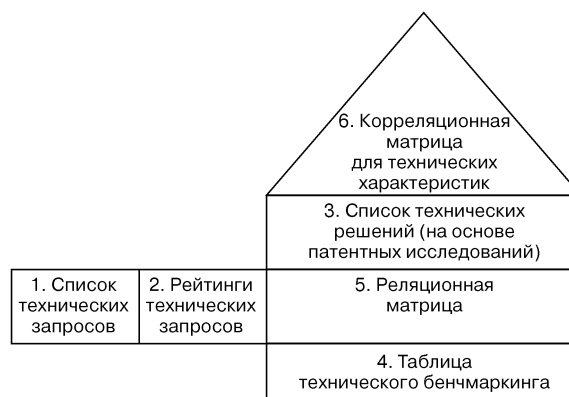 6. Корреляционная
матрица
для технических
характеристик
3. Список технических
решений (на основе
патентных исследований)
1. Список
технических
запросов
2. Рейтинги
технических
запросов
5. Реляционная
матрица
4. Таблица
технического бенчмаркинга